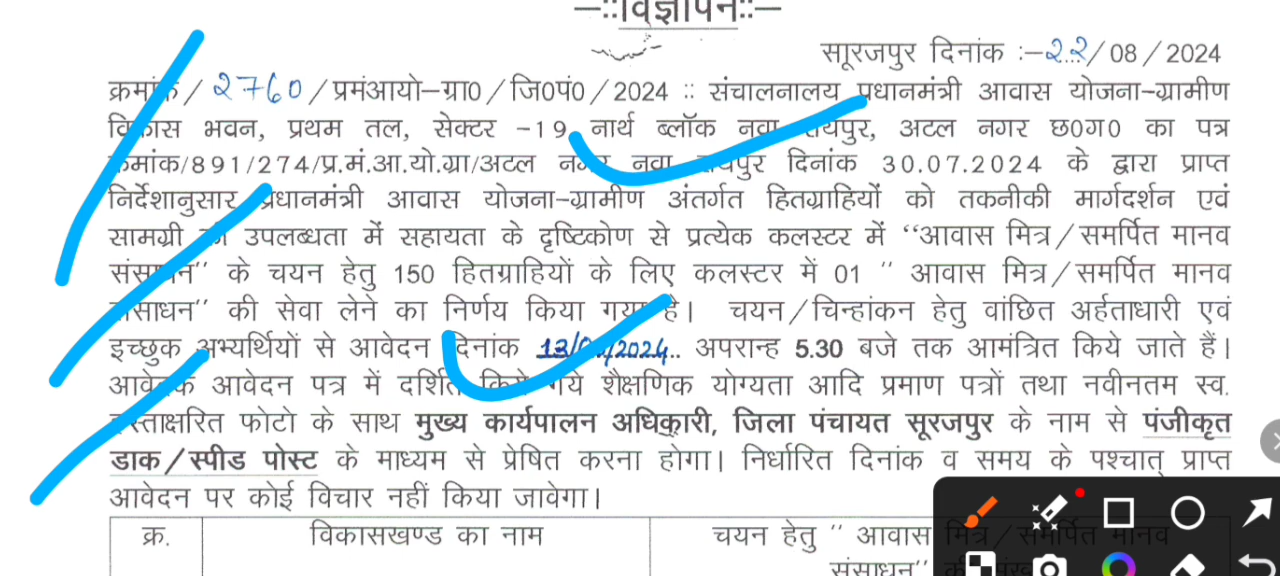 —::विज्ञापन::—
सूरजपुर दिनांक :–22/08/2024
क्रमांक/2760/प्रमंआयो–ग्रा0/जि0पं0/2024 :: संचालनालय प्रधानमंत्री आवास योजना–ग्रामीण
विकास भवन, प्रथम तल, सेक्टर -19 नार्थ ब्लॉक नवा रायपुर, अटल नगर छ0ग0 का पत्र
क्रमांक/891/274/प्र.मं.आ.यो.ग्रा/अटल नगर नवा रायपुर दिनांक 30.07.2024 के द्वारा प्राप्त
निर्देशानुसार प्रधानमंत्री आवास योजना–ग्रामीण अंतर्गत हितग्राहियों को तकनीकी मार्गदर्शन एवं
सामग्री की उपलब्धता में सहायता के दृष्टिकोण से प्रत्येक कलस्टर में “आवास मित्र/समर्पित मानव
संसाधन” के चयन हेतु 150 हितग्राहियों के लिए कलस्टर में 01 “ आवास मित्र/समर्पित मानव
संसाधन” की सेवा लेने का निर्णय किया गया है। चयन/चिन्हांकन हेतु वांछित अर्हताधारी एवं
इच्छुक अभ्यर्थियों से आवेदन दिनांक 13/ /2024.. अपरान्ह 5.30 बजे तक आमंत्रित किये जाते हैं।
आवेदक आवेदन पत्र में दर्शित किये गये शैक्षणिक योग्यता आदि प्रमाण पत्रों तथा नवीनतम स्व.
हस्ताक्षरित फोटो के साथ मुख्य कार्यपालन अधिकारी, जिला पंचायत सूरजपुर के नाम से पंजीकृत
डाक/स्पीड पोस्ट के माध्यम से प्रेषित करना होगा। निर्धारित दिनांक व समय के पश्चात् प्राप्त
आवेदन पर कोई विचार नहीं किया जावेगा।
क्र. विकासखण्ड का नाम चयन हेतु “ आवास मित्र/समर्पित मानव
संसाधन” की